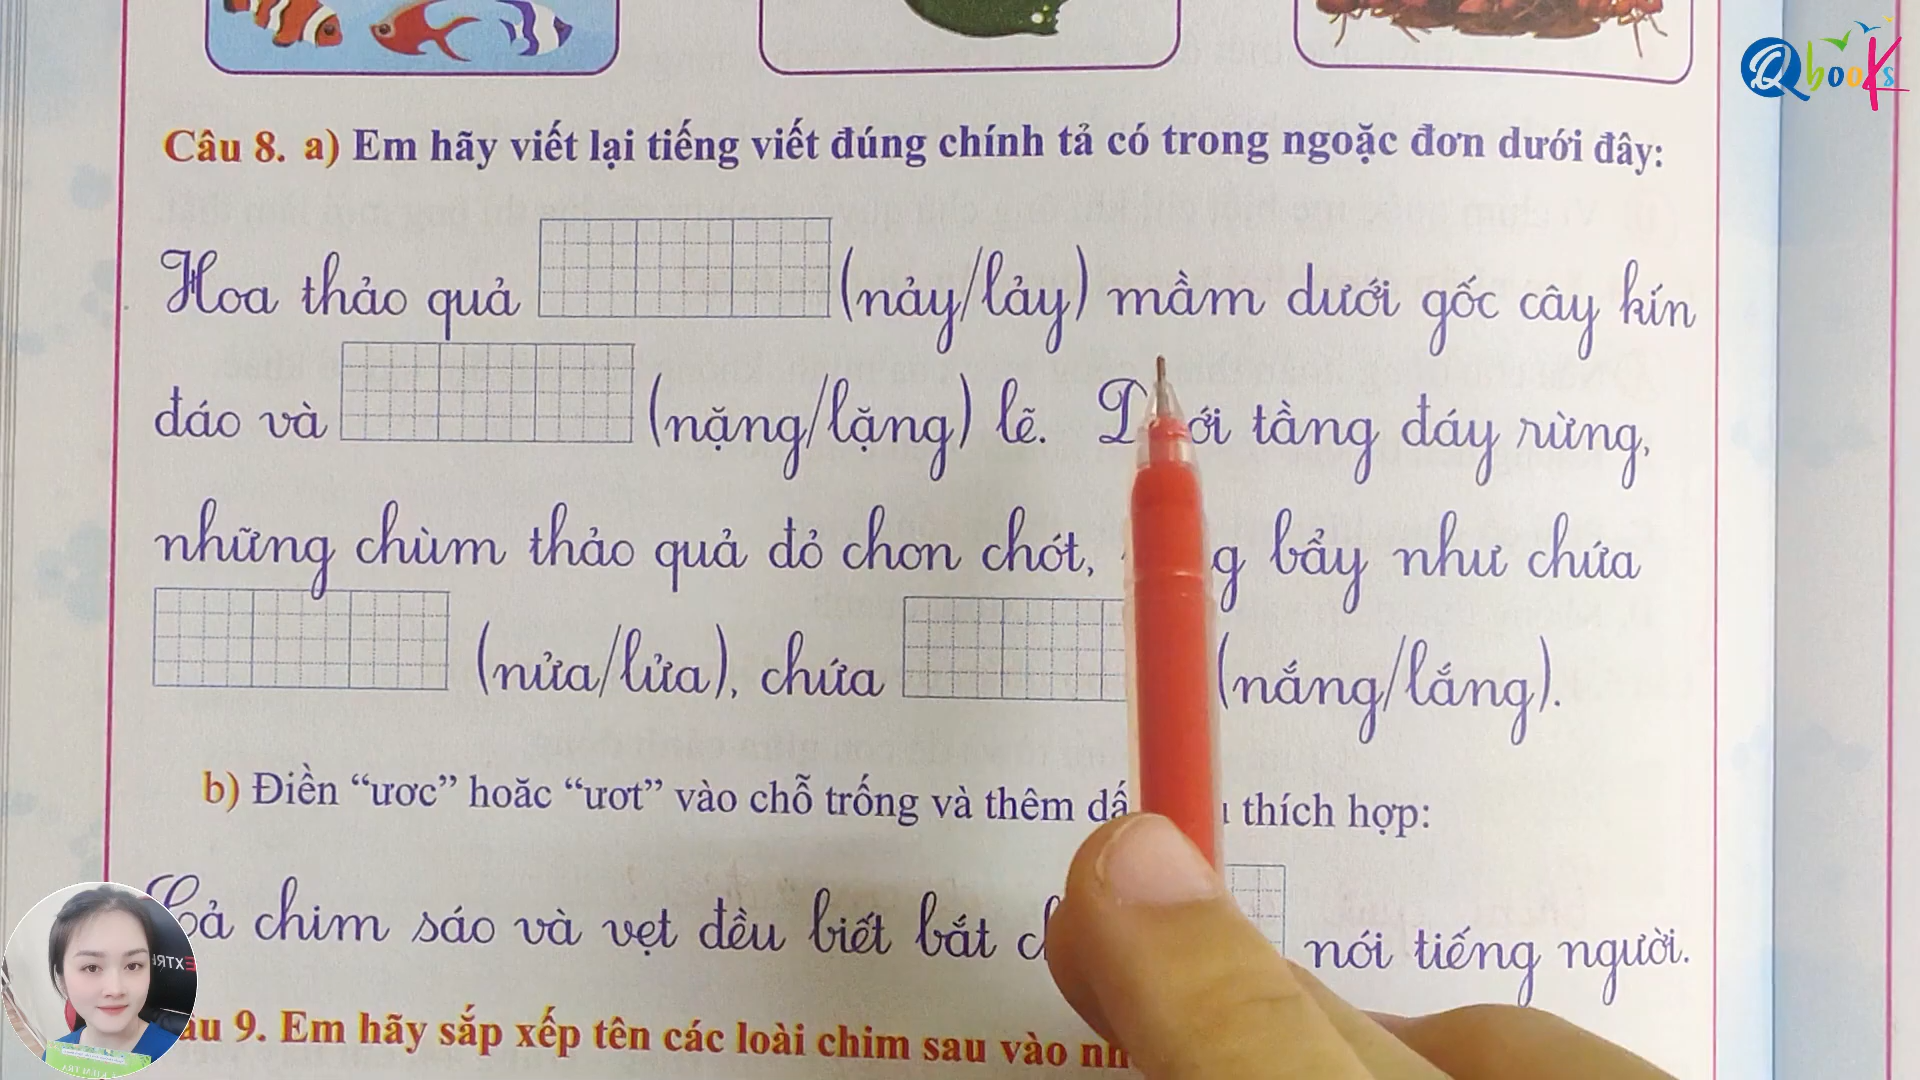 Qbooks
Câu 8. a) Em hãy viết lại tiếng viết đúng chính tả có trong ngoặc đơn dưới đây:
Hoa thảo quả (nảy/lảy) mầm dưới gốc cây kín
đáo và (nặng/lặng) lẽ. tầng đáy rừng,
những chùm thảo quả đỏ chon chót, bẩy như chứa
(nửa/lửa), chứa (nắng/lắng).
b) Điền “ươc” hoặc “ươt” vào chỗ trống và thêm thích hợp:
Cả chim sáo và vẹt đều biết bắt nói tiếng người.
9. Em hãy sắp xếp tên các loài chim sau vào